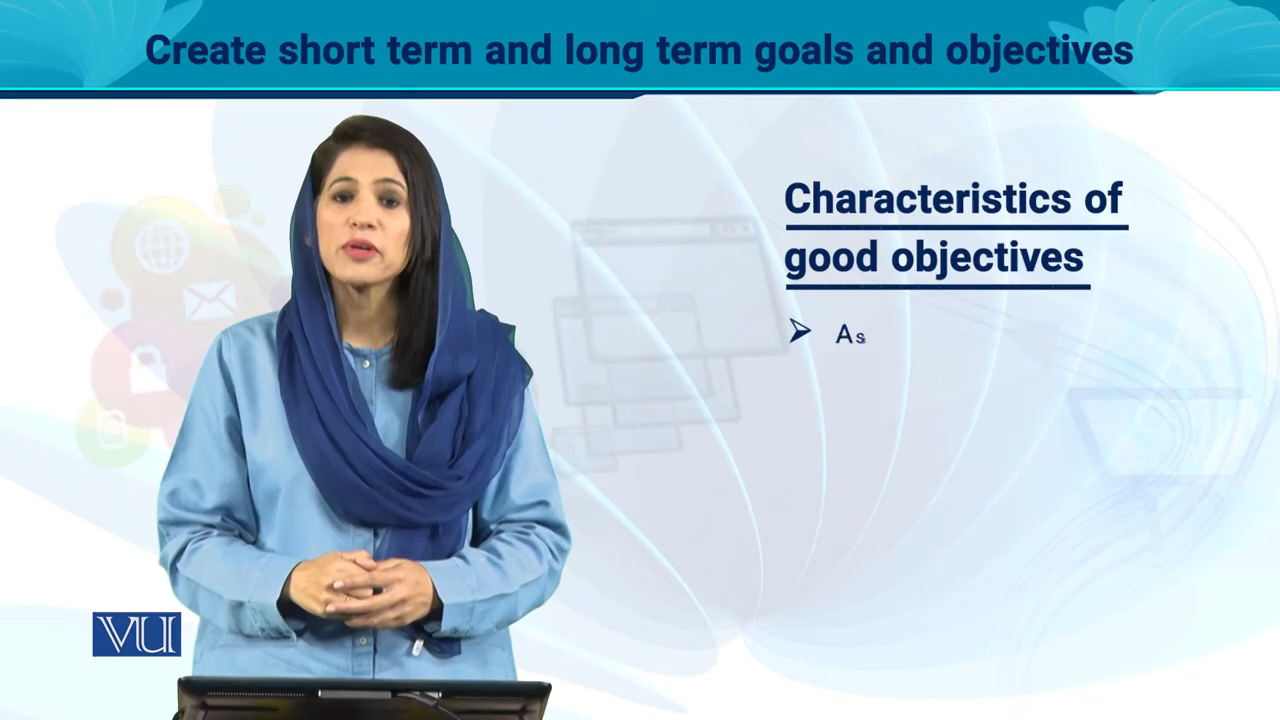 Create short term and long term goals and objectives
Characteristics of
good objectives
As
VU